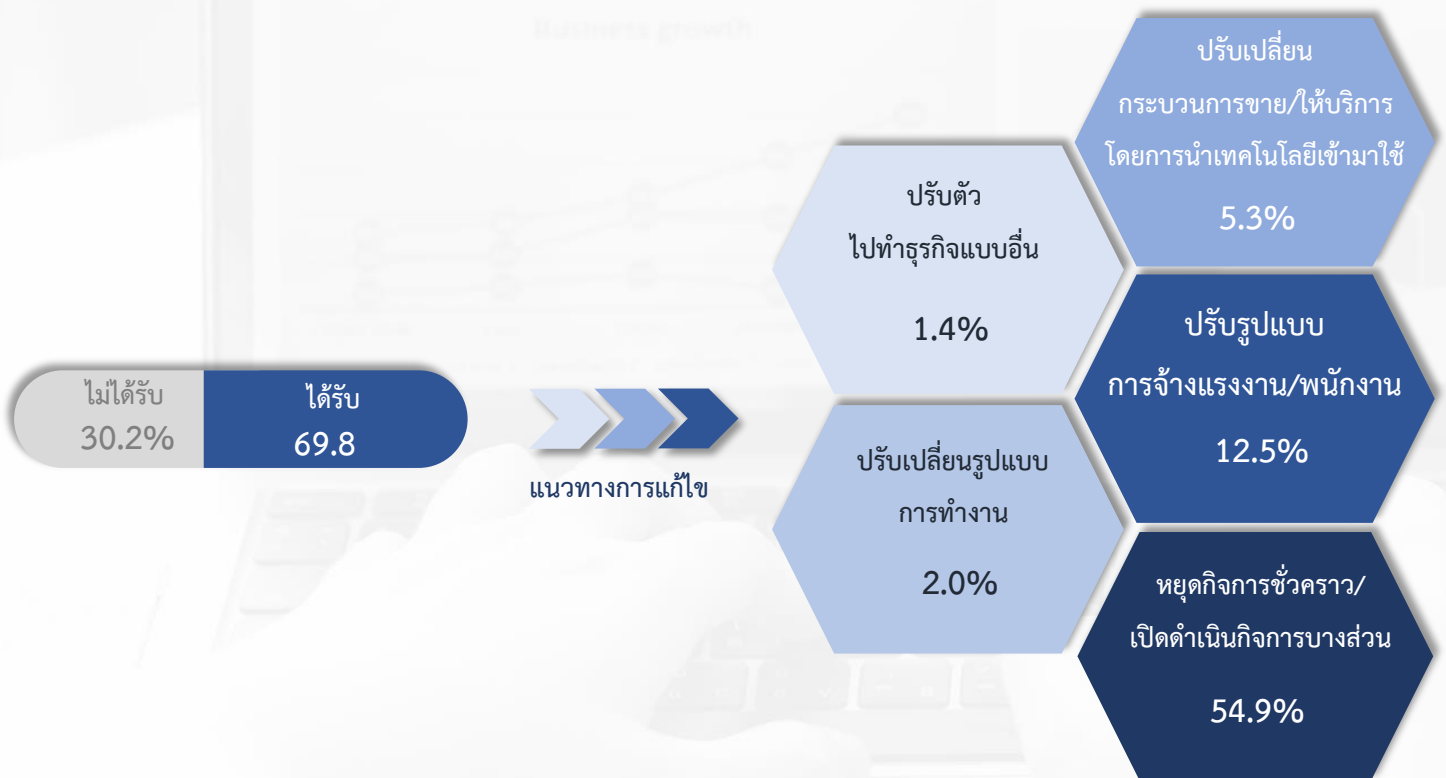 Business growth
ไม่ได้รับ
30.2%
ได้รับ
69.8
แนวทางการแก้ไข
ปรับตัว
ไปทำธุรกิจแบบอื่น
1.4%
ปรับเปลี่ยนรูปแบบ
การทำงาน
2.0%
ปรับเปลี่ยน
กระบวนการขาย/ให้บริการ
โดยการนำเทคโนโลยีเข้ามาใช้
5.3%
ปรับรูปแบบ
การจ้างแรงงาน/พนักงาน
12.5%
หยุดกิจการชั่วคราว/
เปิดดำเนินกิจการบางส่วน
54.9%